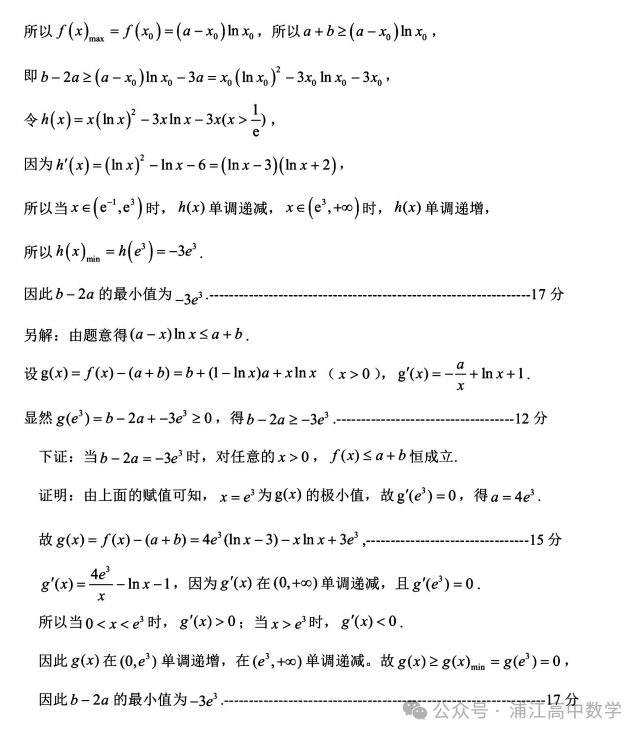 所以 f(x)max = f(x₀) = (a − x₀)ln x₀，所以 a + b ≥ (a − x₀)ln x₀，
即 b − 2a ≥ (a − x₀)ln x₀ − 3a = x₀(ln x₀)² − 3x₀ ln x₀ − 3x₀，
令 h(x) = x(ln x)² − 3x ln x − 3x(x > 1/e)，
因为 h′(x) = (ln x)² − ln x − 6 = (ln x − 3)(ln x + 2)，
所以当 x ∈ (e⁻¹, e³) 时，h(x) 单调递减，x ∈ (e³, +∞) 时，h(x) 单调递增，
所以 h(x)min = h(e³) = −3e³.
因此 b − 2a 的最小值为 −3e³.------------------------------------------------------------------17 分
另解：由题意得 (a − x)ln x ≤ a + b.
设 g(x) = f(x) − (a + b) = b + (1 − ln x)a + x ln x （x > 0），g′(x) = −a/x + ln x + 1.
显然 g(e³) = b − 2a + −3e³ ≥ 0，得 b − 2a ≥ −3e³.------------------------------------12 分
下证：当 b − 2a = −3e³ 时，对任意的 x > 0，f(x) ≤ a + b 恒成立.
证明：由上面的赋值可知，x = e³ 为 g(x) 的极小值，故 g′(e³) = 0，得 a = 4e³.
故 g(x) = f(x) − (a + b) = 4e³(ln x − 3) − x ln x + 3e³,---------------------------------15 分
g′(x) = 4e³/x − ln x − 1，因为 g′(x) 在 (0, +∞) 单调递减，且 g′(e³) = 0.
所以当 0 < x < e³ 时，g′(x) > 0；当 x > e³ 时，g′(x) < 0.
因此 g(x) 在 (0, e³) 单调递增，在 (e³, +∞) 单调递减。故 g(x) ≥ g(x)min = g(e³) = 0，
因此 b − 2a 的最小值为 −3e³.------------------------------------------------------------------17 分
公众号 · 浦江高中数学